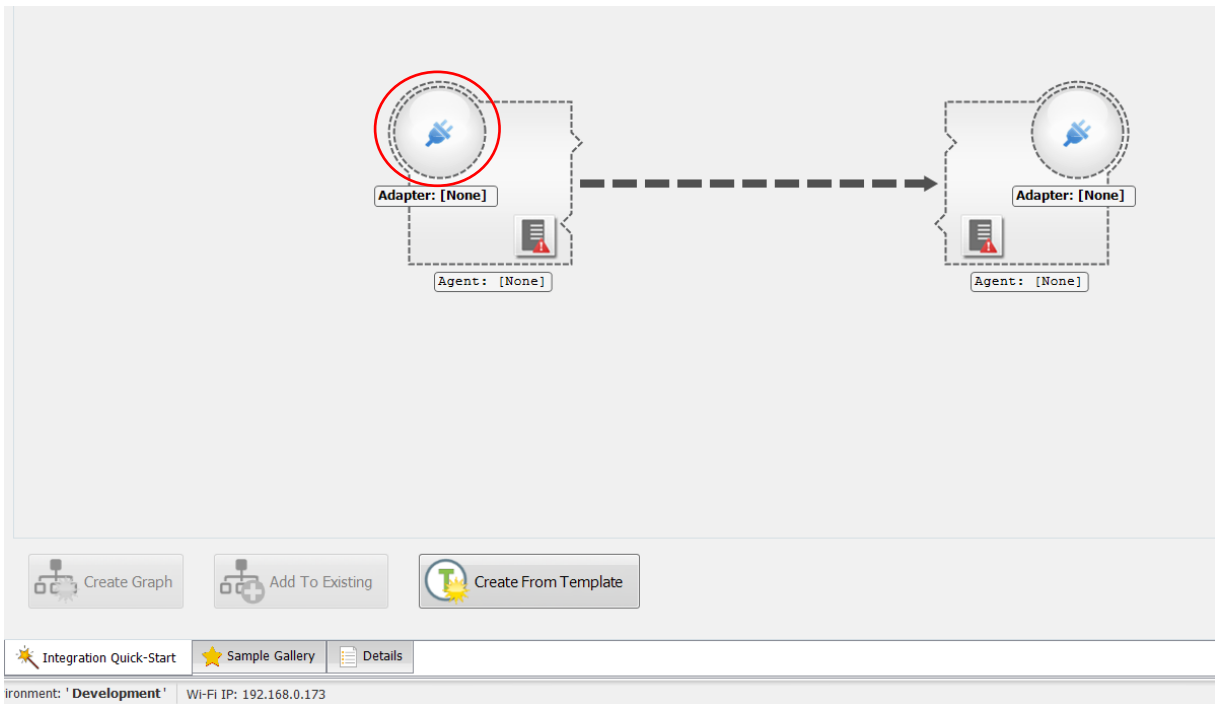 Adapter: [None]
Adapter: [None]
Agent: [None]
Agent: [None]
Create Graph
Add To Existing
Create From Template
Integration Quick-Start
Sample Gallery
Details
ironment: 'Development'
Wi-Fi IP: 192.168.0.173